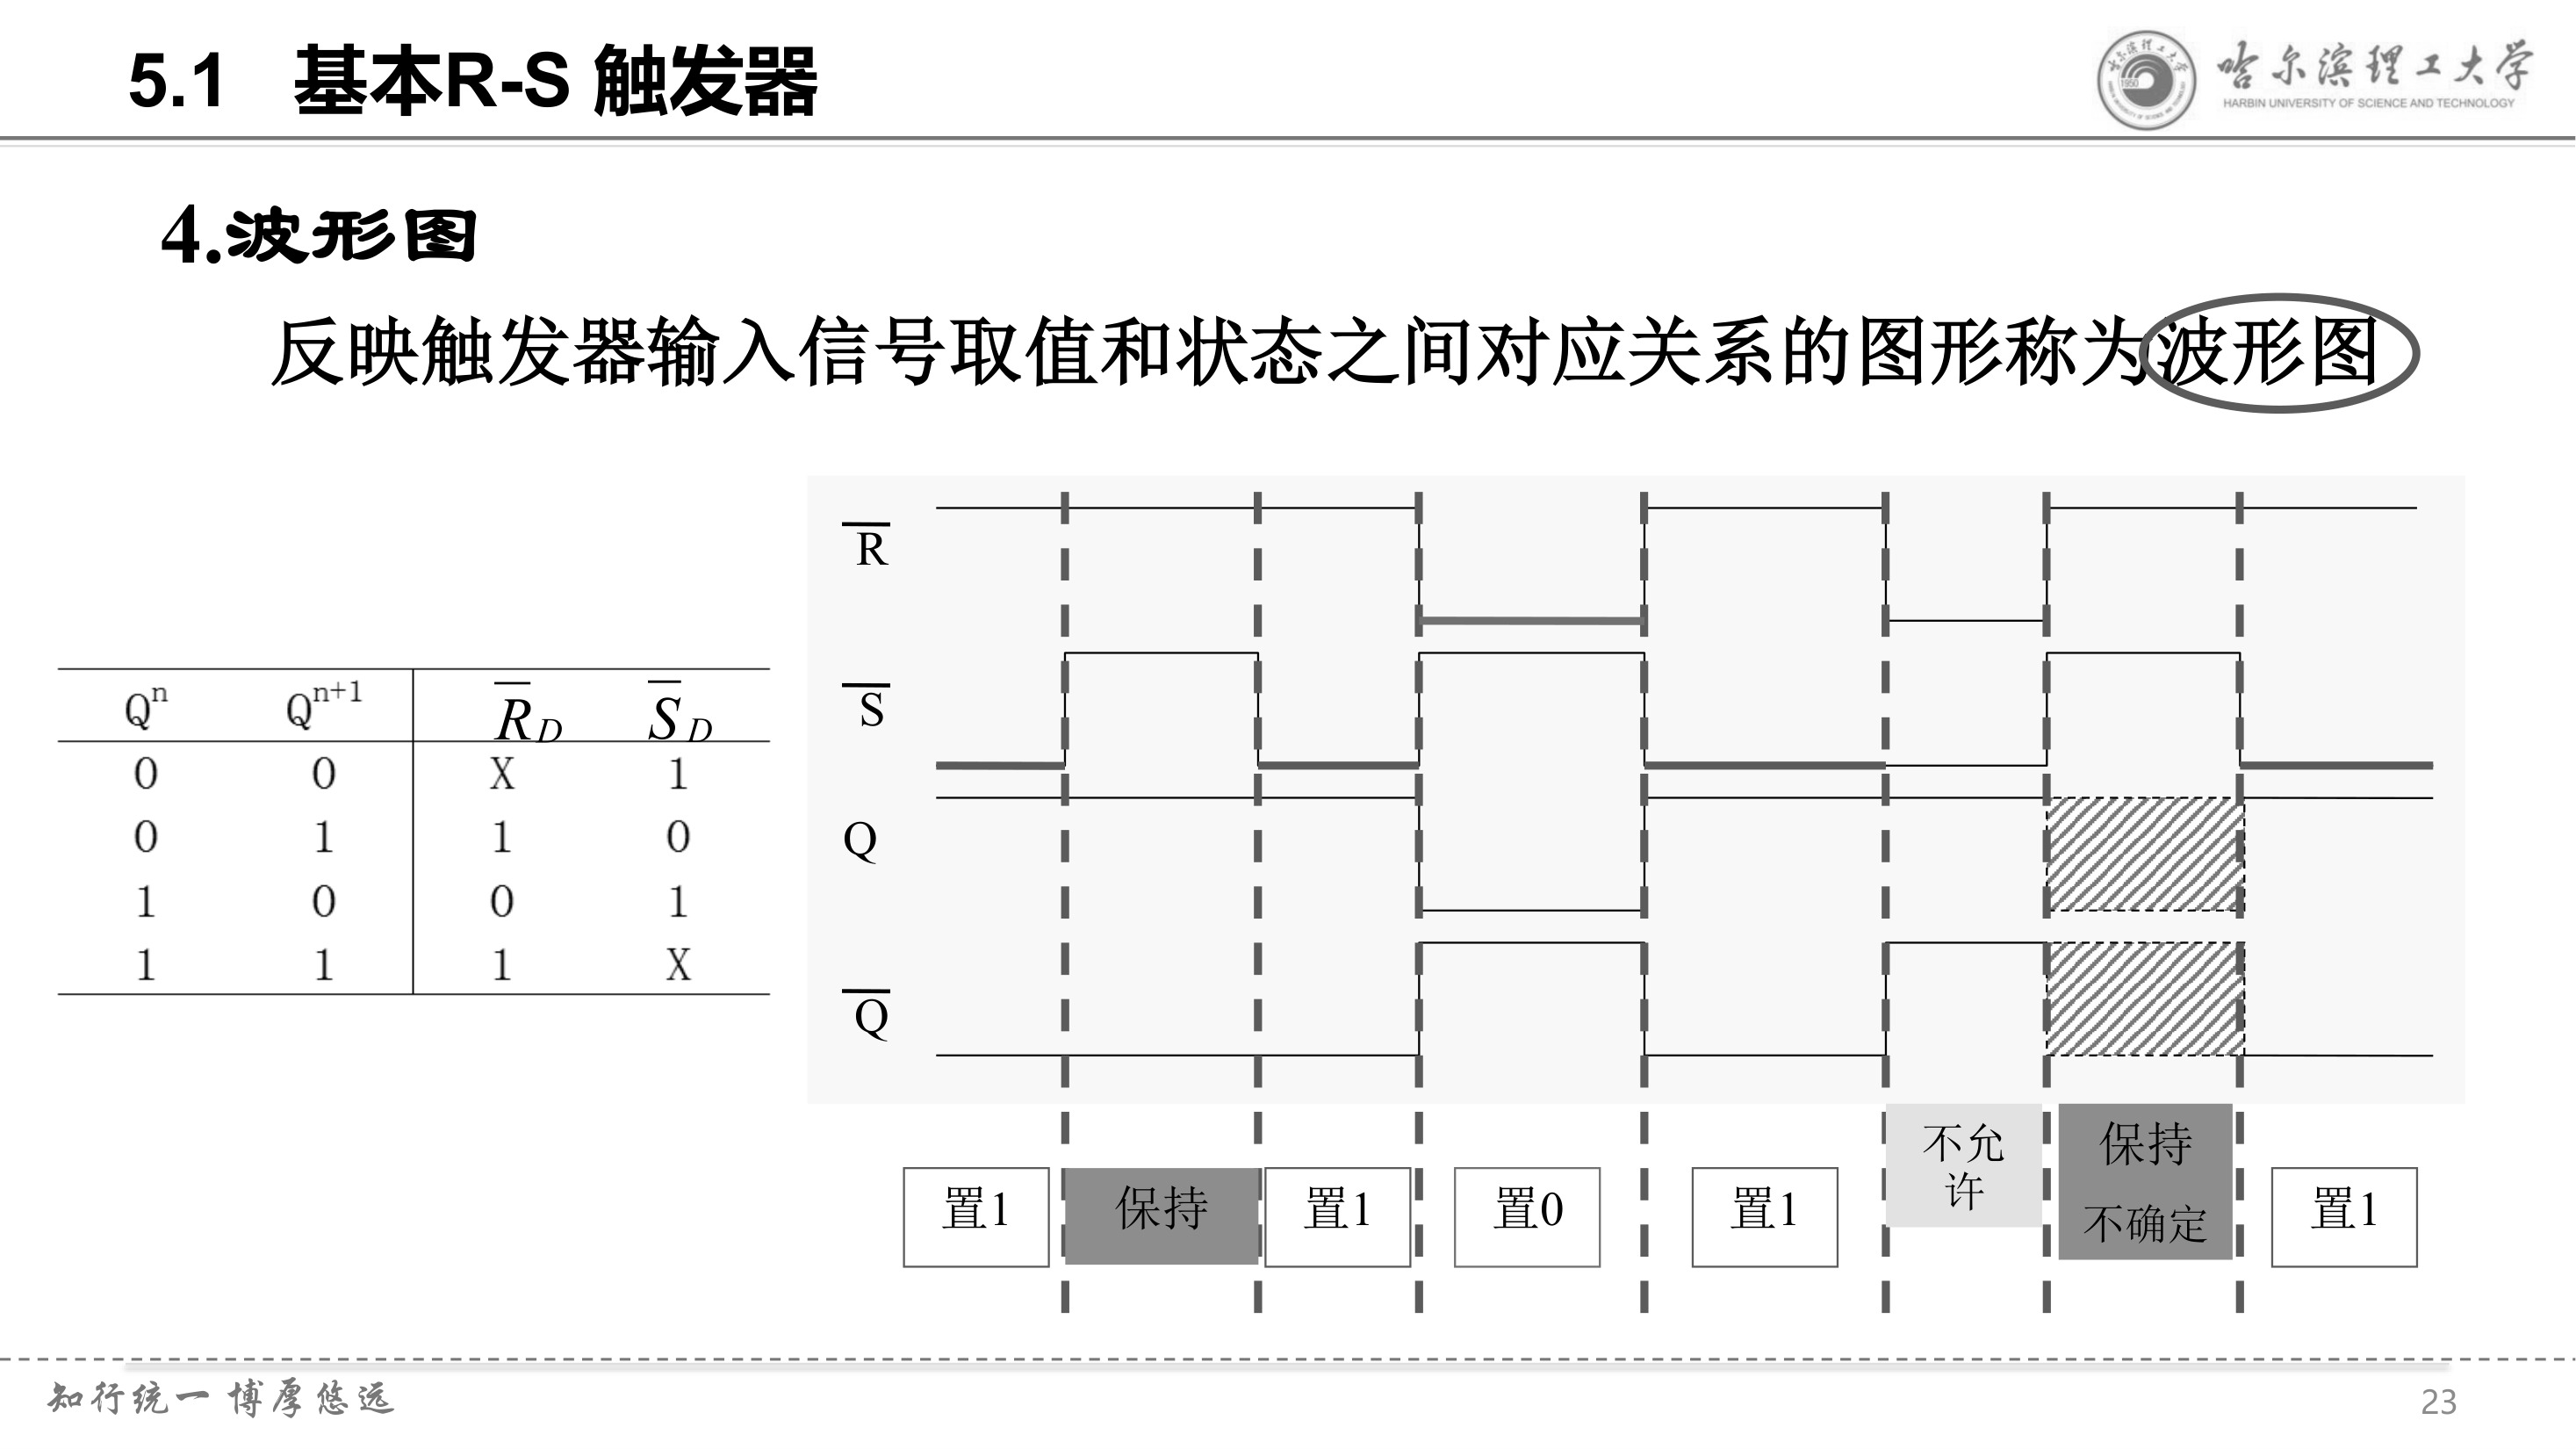 5.1 基本R-S 触发器
哈尔滨理工大学
HARBIN UNIVERSITY OF SCIENCE AND TECHNOLOGY
1950
4.波形图
反映触发器输入信号取值和状态之间对应关系的图形称为波形图
Qⁿ Qⁿ⁺¹ R̅D S̅D
0 0 X 1
0 1 1 0
1 0 0 1
1 1 1 X
R̅
S̅
Q
Q̅
置1 保持 置1 置0 置1 不允许 保持 不确定 置1
知行统一 博厚悠远
23